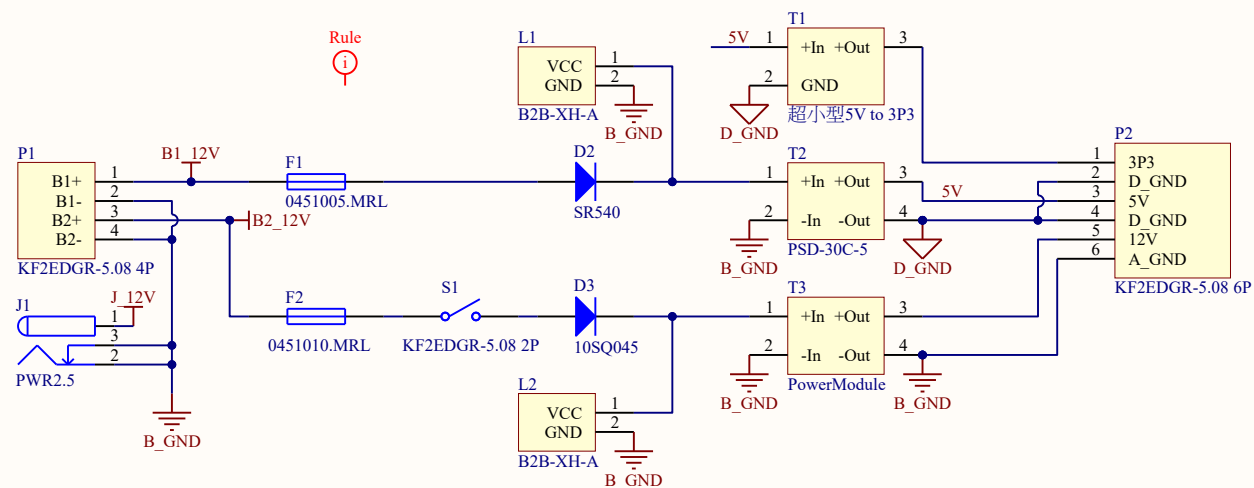 Rule
i
L1
VCC
GND
1
2
B2B-XH-A
B_GND
T1
5V
1
+In
+Out
3
2
GND
超小型5V to 3P3
D_GND
P1
B1+
B1-
B2+
B2-
1
2
3
4
KF2EDGR-5.08 4P
B1_12V
B2_12V
F1
0451005.MRL
D2
SR540
T2
1
+In
+Out
3
2
-In
-Out
4
PSD-30C-5
B_GND
D_GND
5V
P2
1
3P3
2
D_GND
3
5V
4
D_GND
5
12V
6
A_GND
KF2EDGR-5.08 6P
J1
J_12V
1
3
2
PWR2.5
B_GND
F2
0451010.MRL
S1
KF2EDGR-5.08 2P
D3
10SQ045
T3
1
+In
+Out
3
2
-In
-Out
4
PowerModule
B_GND
B_GND
L2
VCC
GND
1
2
B2B-XH-A
B_GND